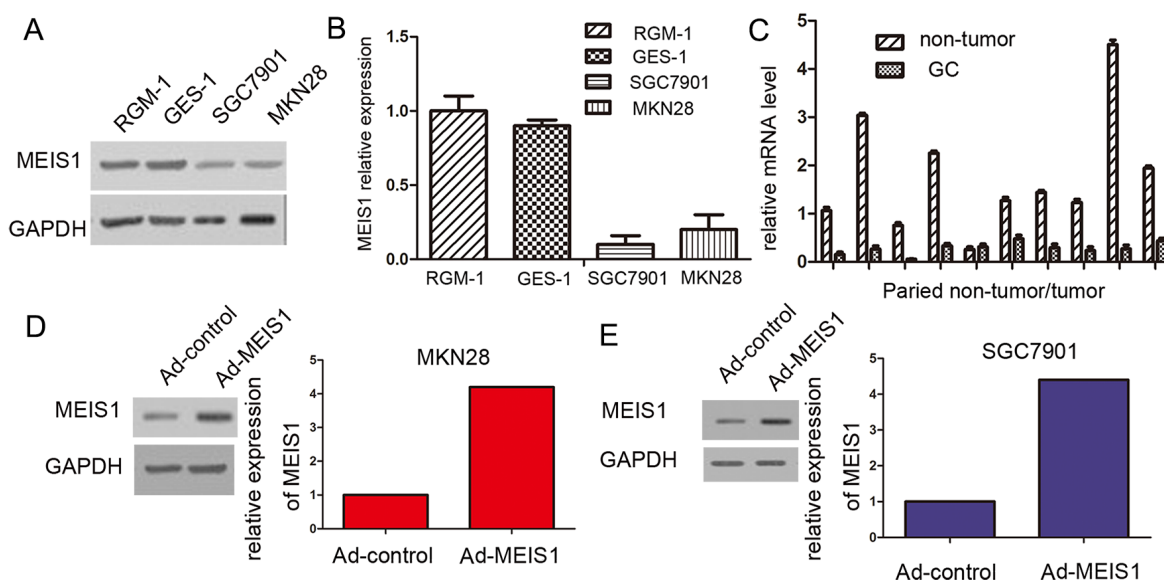 A
RGM-1
GES-1
SGC7901
MKN28
MEIS1
GAPDH
B
MEIS1 relative expression
1.5
1.0
0.5
0.0
RGM-1
GES-1
SGC7901
MKN28
RGM-1
GES-1
SGC7901
MKN28
C
relative mRNA level
5
4
3
2
1
0
non-tumor
GC
Paried non-tumor/tumor
D
Ad-control
Ad-MEIS1
MEIS1
GAPDH
relative expression
of MEIS1
MKN28
5
4
3
2
1
0
Ad-control
Ad-MEIS1
E
Ad-control
Ad-MEIS1
MEIS1
GAPDH
relative expression
of MEIS1
SGC7901
5
4
3
2
1
0
Ad-control
Ad-MEIS1